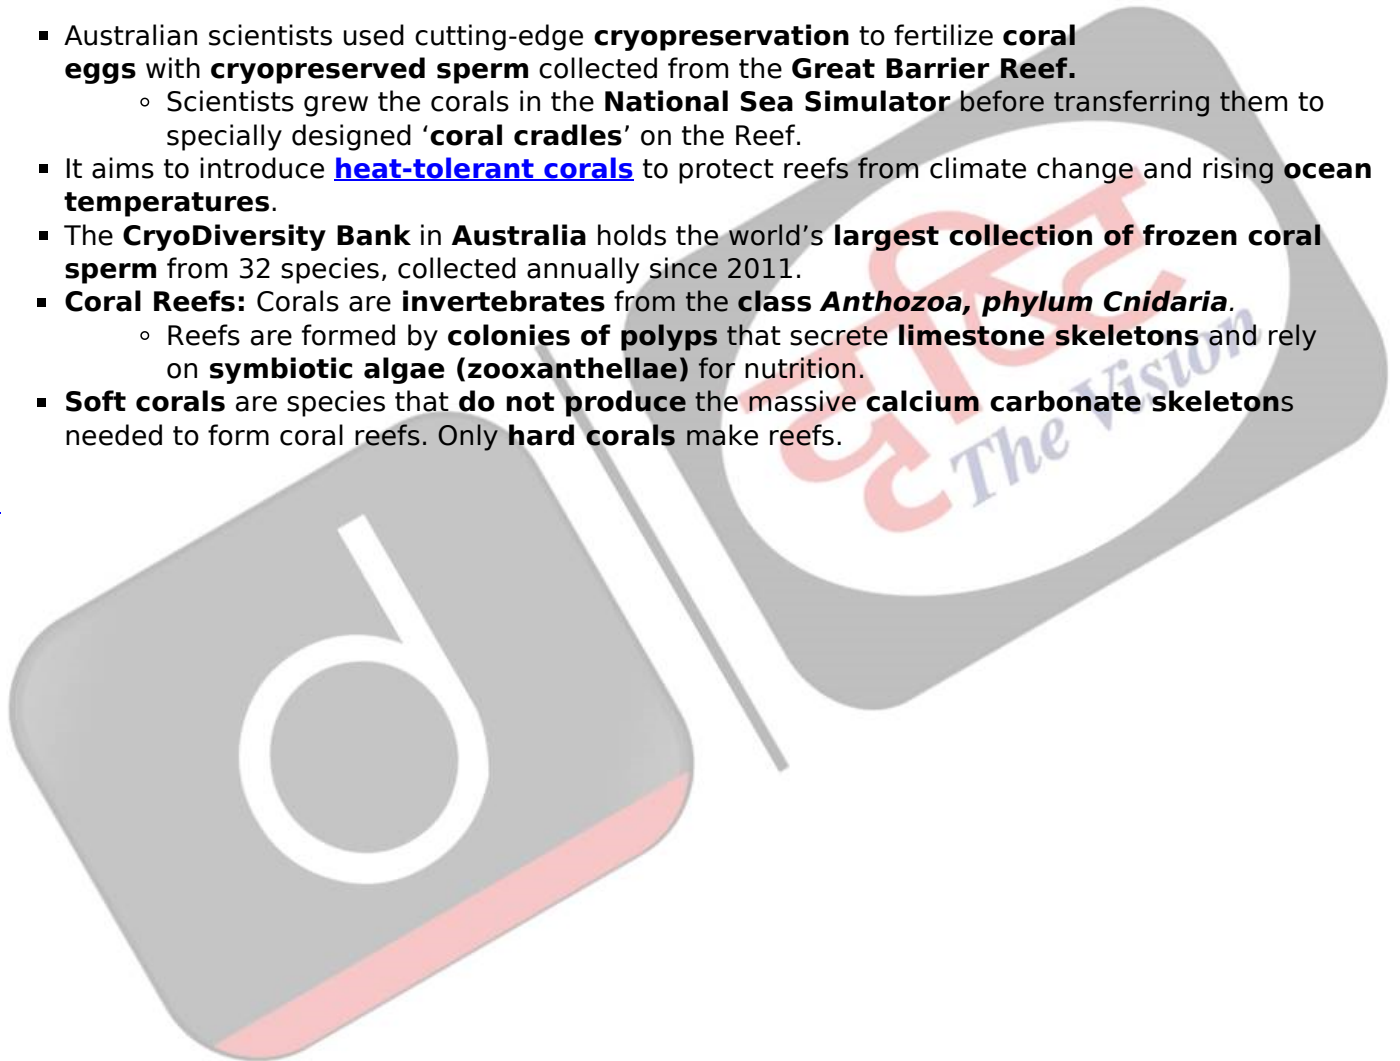 ▪ Australian scientists used cutting-edge cryopreservation to fertilize coral
eggs with cryopreserved sperm collected from the Great Barrier Reef.
◦ Scientists grew the corals in the National Sea Simulator before transferring them to
specially designed ‘coral cradles’ on the Reef.
▪ It aims to introduce heat-tolerant corals to protect reefs from climate change and rising ocean
temperatures.
▪ The CryoDiversity Bank in Australia holds the world’s largest collection of frozen coral
sperm from 32 species, collected annually since 2011.
▪ Coral Reefs: Corals are invertebrates from the class Anthozoa, phylum Cnidaria.
◦ Reefs are formed by colonies of polyps that secrete limestone skeletons and rely
on symbiotic algae (zooxanthellae) for nutrition.
▪ Soft corals are species that do not produce the massive calcium carbonate skeletons
needed to form coral reefs. Only hard corals make reefs.
दृष्टि
The Vision
d